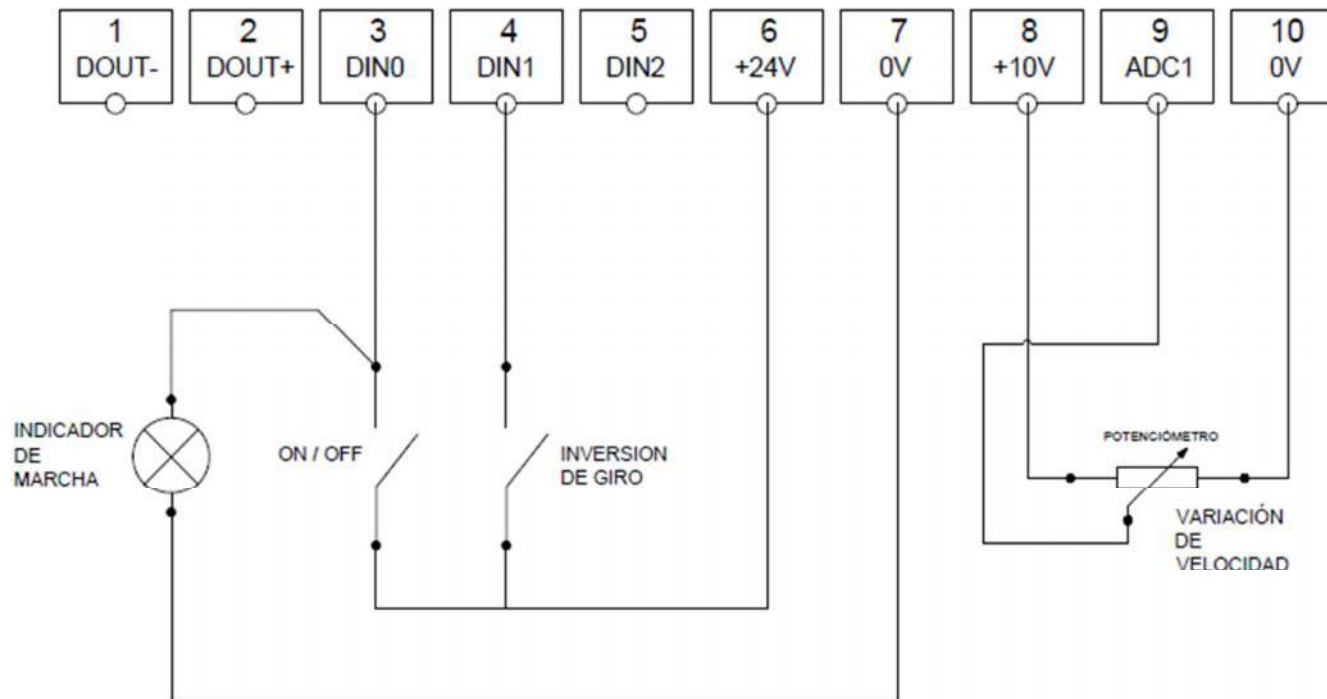 1 2 3 4 5 6 7 8 9 10
DOUT- DOUT+ DIN0 DIN1 DIN2 +24V 0V +10V ADC1 0V
INDICADOR
DE
MARCHA
ON / OFF
INVERSION
DE GIRO
POTENCIÓMETRO
VARIACIÓN
DE
VELOCIDAD